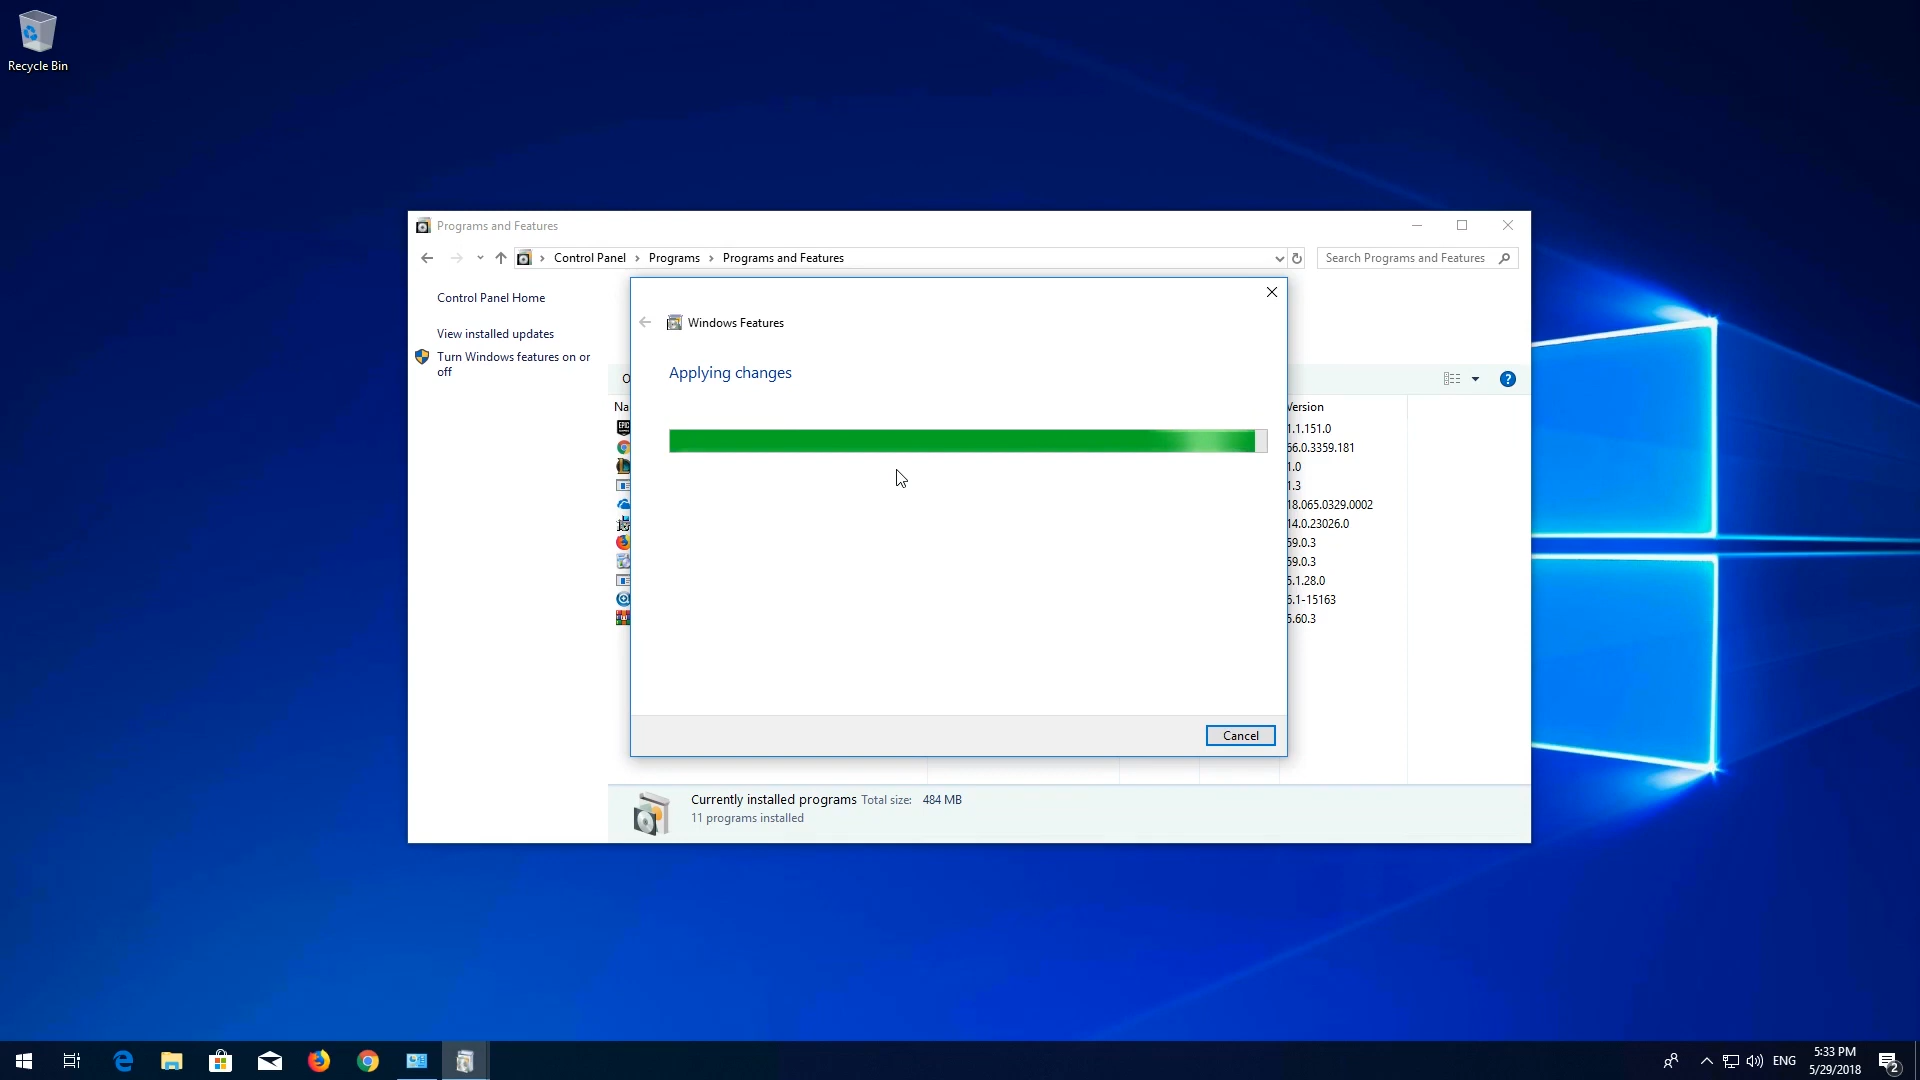 Recycle Bin
Programs and Features
Control Panel
Programs
Programs and Features
Search Programs and Features
Control Panel Home
View installed updates
Turn Windows features on or
off
O
Na
Windows Features
Applying changes
Cancel
Version
1.1.151.0
66.0.3359.181
1.0
1.3
18.065.0329.0002
14.0.23026.0
59.0.3
59.0.3
5.1.28.0
6.1-15163
5.60.3
Currently installed programs Total size: 484 MB
11 programs installed
ENG
5:33 PM
5/29/2018
2